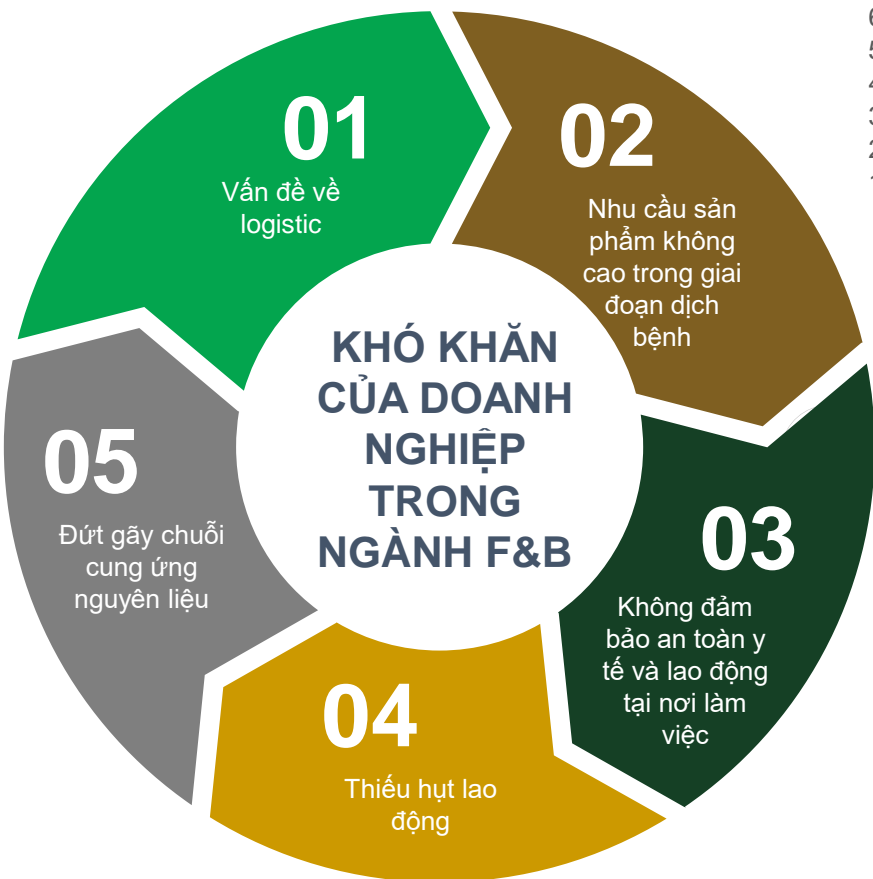 01
Vấn đề về
logistic
02
Nhu cầu sản
phẩm không
cao trong giai
đoạn dịch
bệnh
03
Không đảm
bảo an toàn y
tế và lao động
tại nơi làm
việc
04
Thiếu hụt lao
động
05
Đứt gãy chuỗi
cung ứng
nguyên liệu
KHÓ KHĂN
CỦA DOANH
NGHIỆP
TRONG
NGÀNH F&B